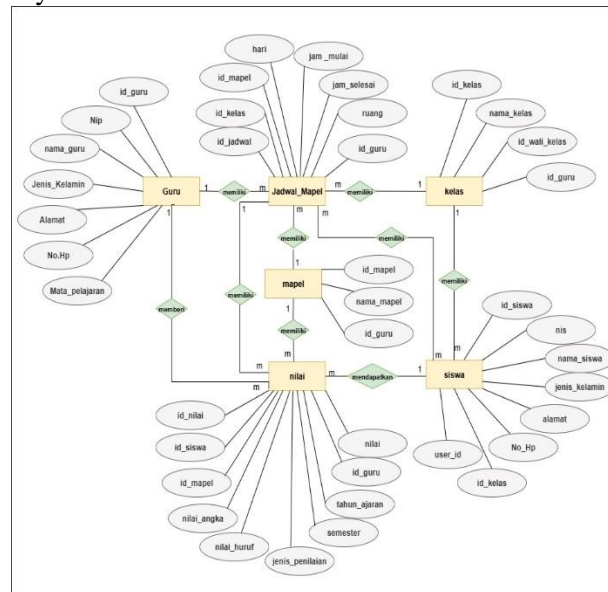 hari
jam _mulai
id_mapel
jam_selesai
id_kelas
ruang
id_jadwal
id_guru
id_guru
Nip
nama_guru
Jenis_Kelamin
Alamat
No.Hp
Mata_pelajaran
id_kelas
nama_kelas
id_wali_kelas
id_guru
Guru
1
memiliki
m
Jadwal_Mapel
m
memiliki
1
kelas
1
1
m
m
1
memberi
memiliki
memiliki
memiliki
memiliki
1
mapel
id_mapel
nama_mapel
id_guru
1
memiliki
m
m
m
m
m
nilai
m
mendapatkan
1
siswa
id_siswa
nis
nama_siswa
jenis_kelamin
alamat
No_Hp
id_kelas
user_id
id_nilai
id_siswa
id_mapel
nilai_angka
nilai_huruf
jenis_penilaian
semester
tahun_ajaran
id_guru
nilai